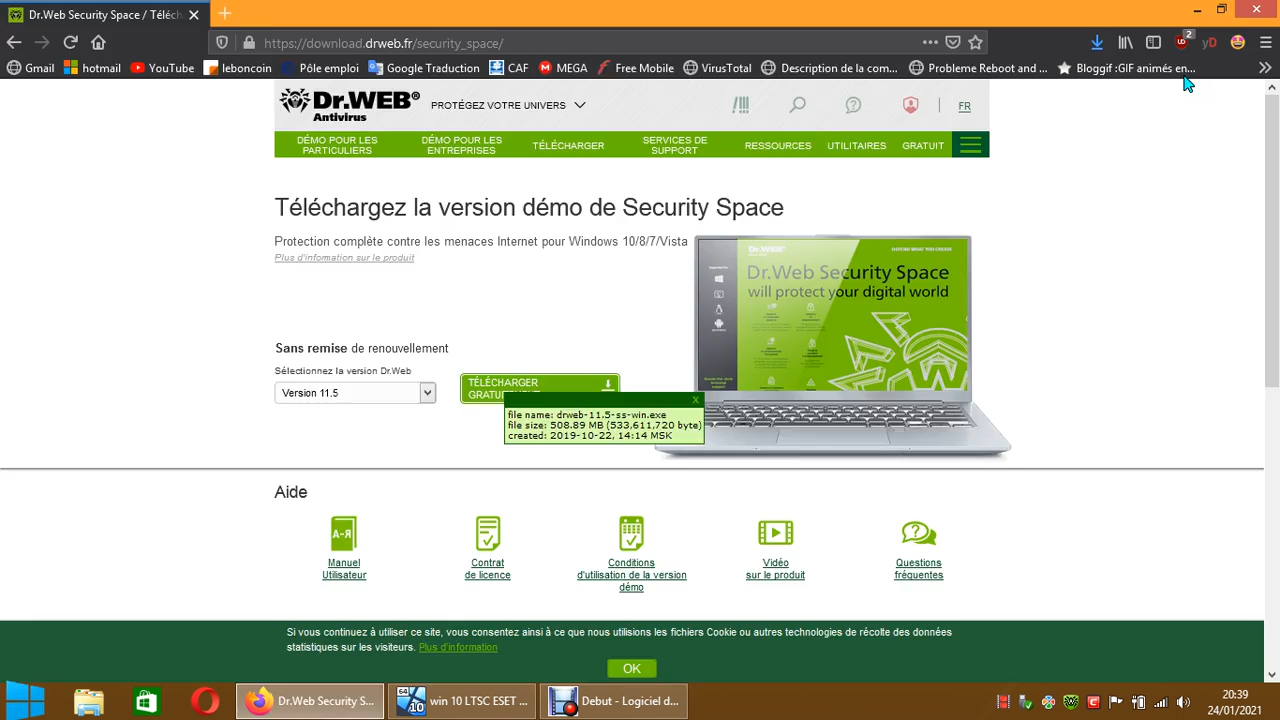 Dr.Web Security Space / Téléch
https://download.drweb.fr/security_space/
2
Gmail
hotmail
YouTube
leboncoin
Pôle emploi
Google Traduction
CAF
MEGA
Free Mobile
VirusTotal
Description de la com...
Probleme Reboot and ...
Bloggif :GIF animés en...
Dr.WEB®
Antivirus
PROTÉGEZ VOTRE UNIVERS
FR
DÉMO POUR LES
PARTICULIERS
DÉMO POUR LES
ENTREPRISES
TÉLÉCHARGER
SERVICES DE
SUPPORT
RESSOURCES
UTILITAIRES
GRATUIT
Téléchargez la version démo de Security Space
Protection complète contre les menaces Internet pour Windows 10/8/7/Vista
Plus d'information sur le produit
Dr.Web Security Space
will protect your digital world
Sans remise de renouvellement
Sélectionnez la version Dr.Web
Version 11.5
TÉLÉCHARGER
x
file name: drweb-11.5-ss-win.exe
file size: 508.89 MB (533,611,720 byte)
created: 2019-10-22, 14:14 MSK
Aide
А-Я
Manuel
Utilisateur
Contrat
de licence
Conditions
d'utilisation de la version
démo
Vidéo
sur le produit
Questions
fréquentes
Si vous continuez à utiliser ce site, vous consentez ainsi à ce que nous utilisions les fichiers Cookie ou autres technologies de récolte des données
statistiques sur les visiteurs. Plus d'information
OK
Dr.Web Security S...
64
10
win 10 LTSC ESET ...
Debut - Logiciel d...
20:39
24/01/2021